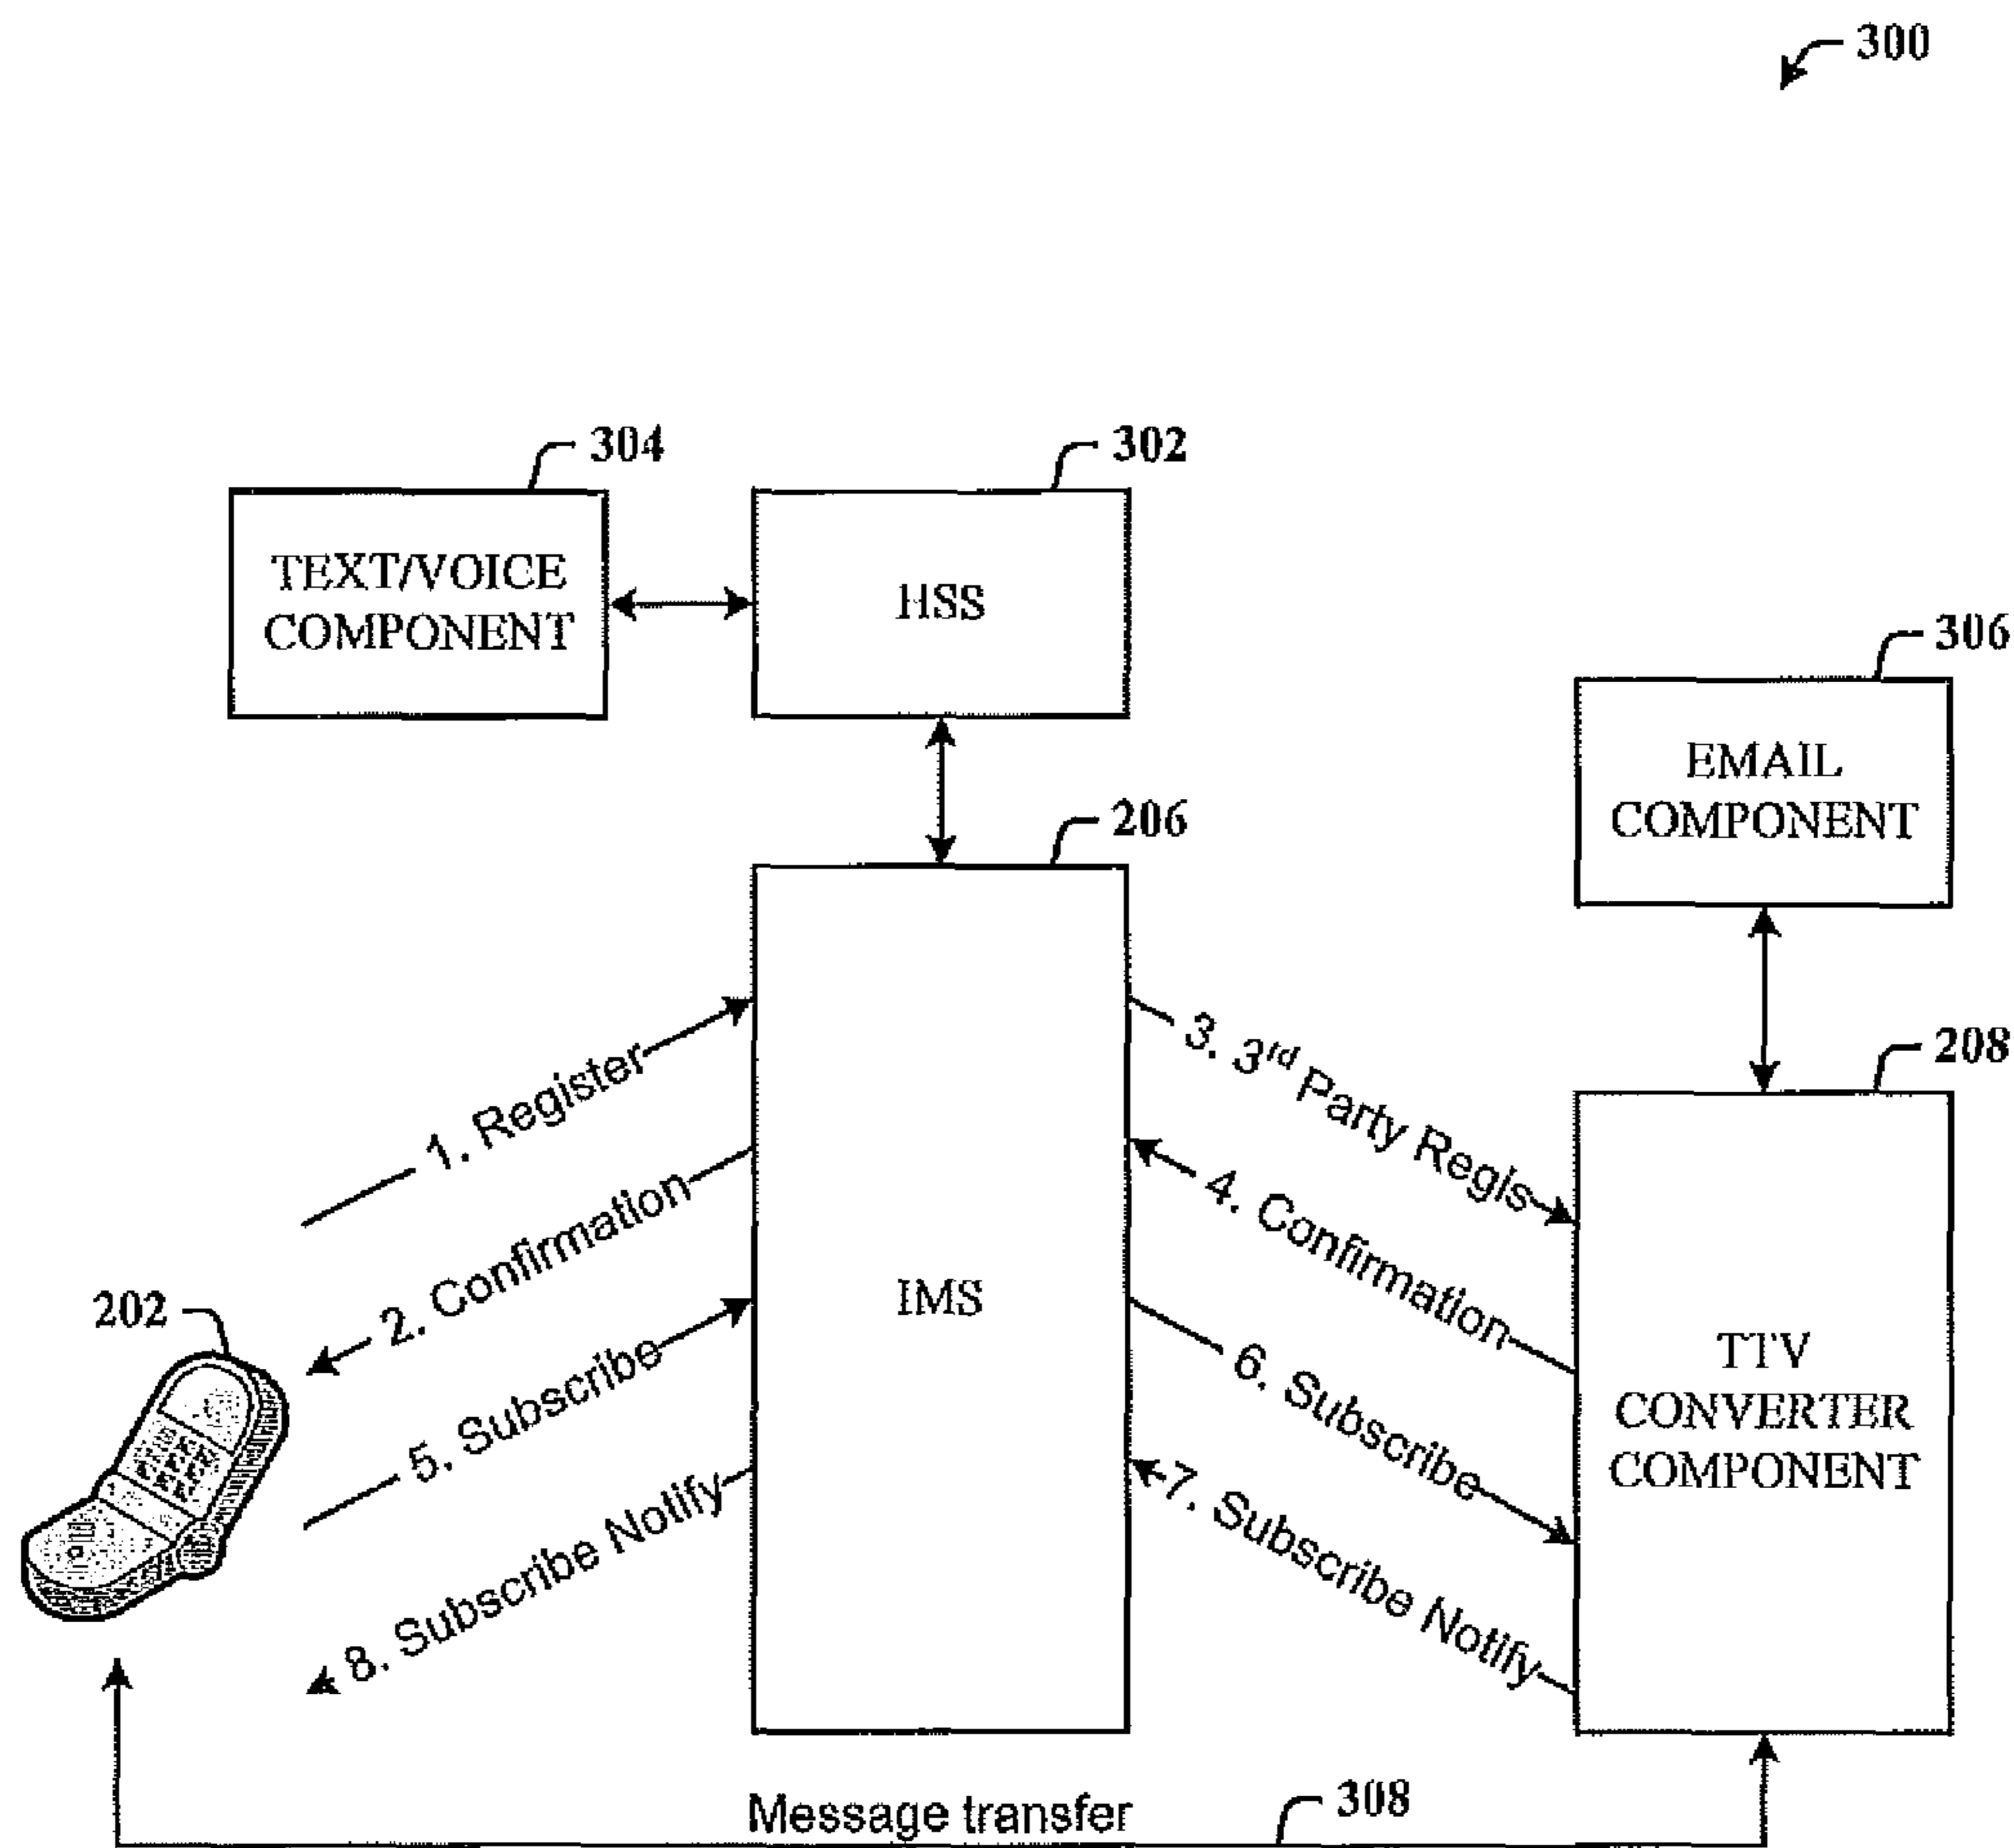 300
304
302
TEXT/VOICE
COMPONENT
HSS
306
EMAIL
COMPONENT
206
208
1. Register
2. Confirmation
3. 3rd Party Regis
4. Confirmation
IMS
202
5. Subscribe
6. Subscribe
TTV
CONVERTER
COMPONENT
7. Subscribe Notify
8. Subscribe Notify
Message transfer
308